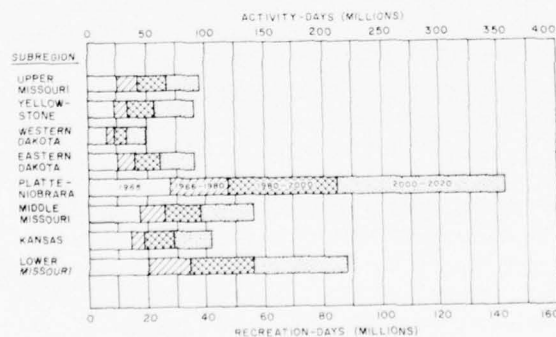 ACTIVITY-DAYS (MILLIONS)
0 50 100 150 200 250 300 350 400
SUBREGION
UPPER
MISSOURI
YELLOW-
STONE
WESTERN
DAKOTA
EASTERN
DAKOTA
PLATTE-
NIOBRARA
1966 1966-1980 1980-2000 2000-2020
MIDDLE
MISSOURI
KANSAS
LOWER
MISSOURI
0 20 40 60 80 100 120 140 160
RECREATION-DAYS (MILLIONS)